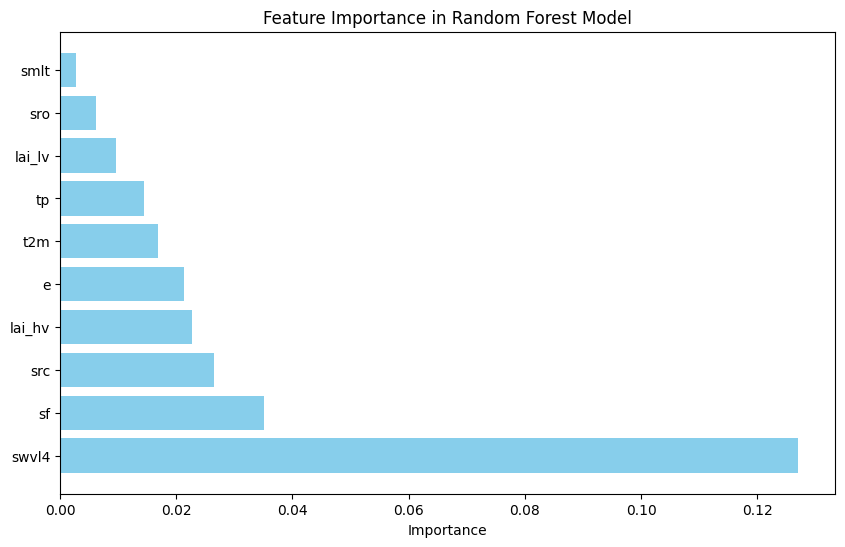 Feature Importance in Random Forest Model
smlt
sro
lai_lv
tp
t2m
e
lai_hv
src
sf
swvl4
0.00 0.02 0.04 0.06 0.08 0.10 0.12
Importance